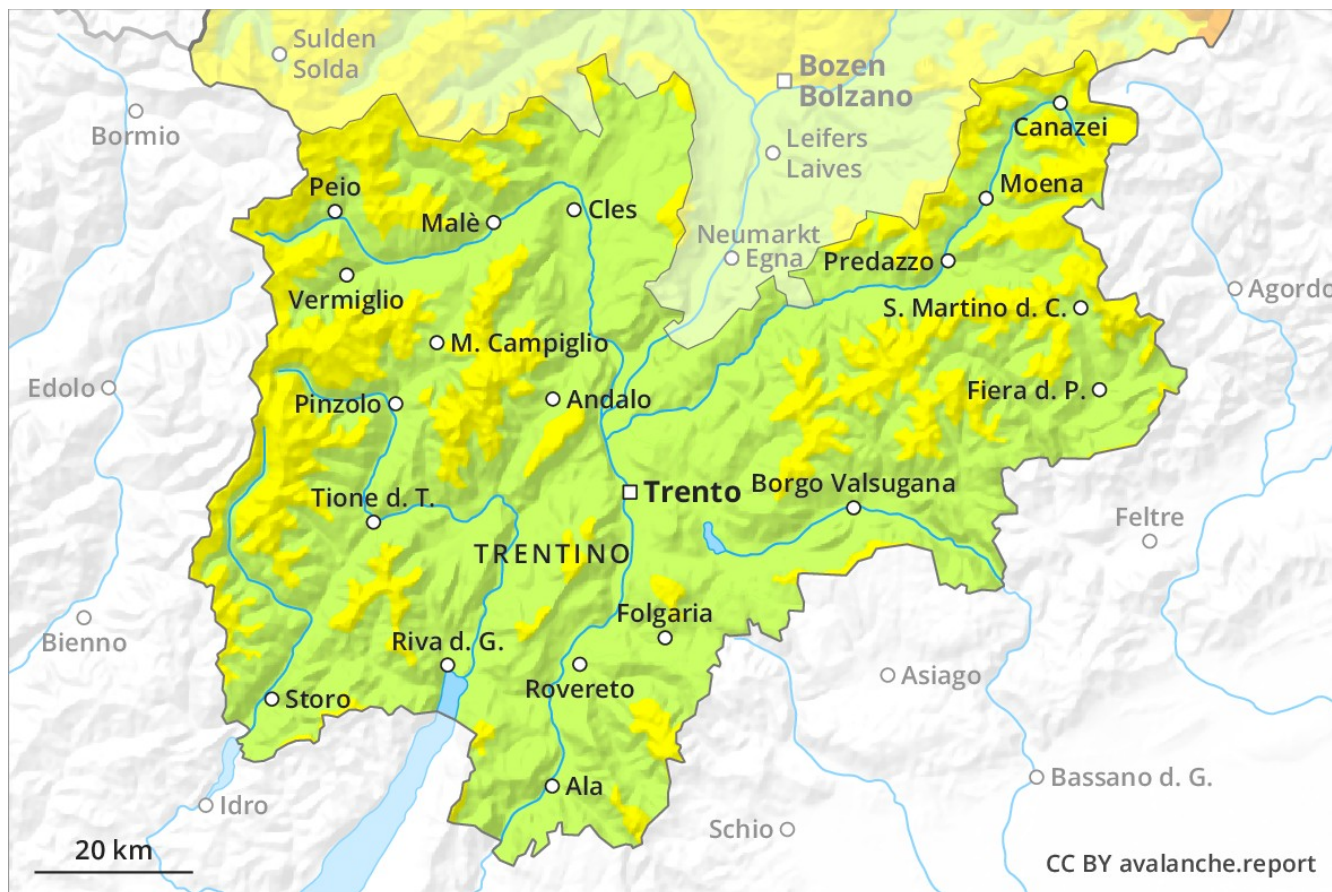 Sulden
Solda
Bozen
Bolzano
Bormio
Canazei
Leifers
Laives
Peio
Moena
Malè
Cles
Neumarkt
Egna
Predazzo
Vermiglio
Agordo
S. Martino d. C.
M. Campiglio
Edolo
Fiera d. P.
Pinzolo
Andalo
Borgo Valsugana
Trento
Tione d. T.
Feltre
TRENTINO
Folgaria
Bienno
Riva d. G.
Asiago
Rovereto
Storo
Bassano d. G.
Ala
Idro
Schio
20 km
CC BY avalanche.report